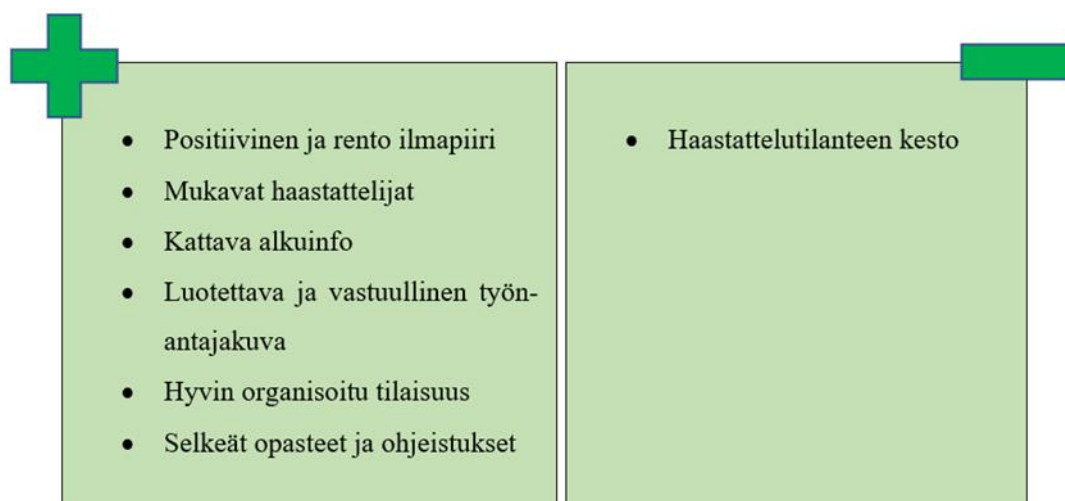 • Positiivinen ja rento ilmapiiri
• Mukavat haastattelijat
• Kattava alkuinfo
• Luotettava ja vastuullinen työn-
antajakuva
• Hyvin organisoitu tilaisuus
• Selkeät opasteet ja ohjeistukset
• Haastattelutilanteen kesto